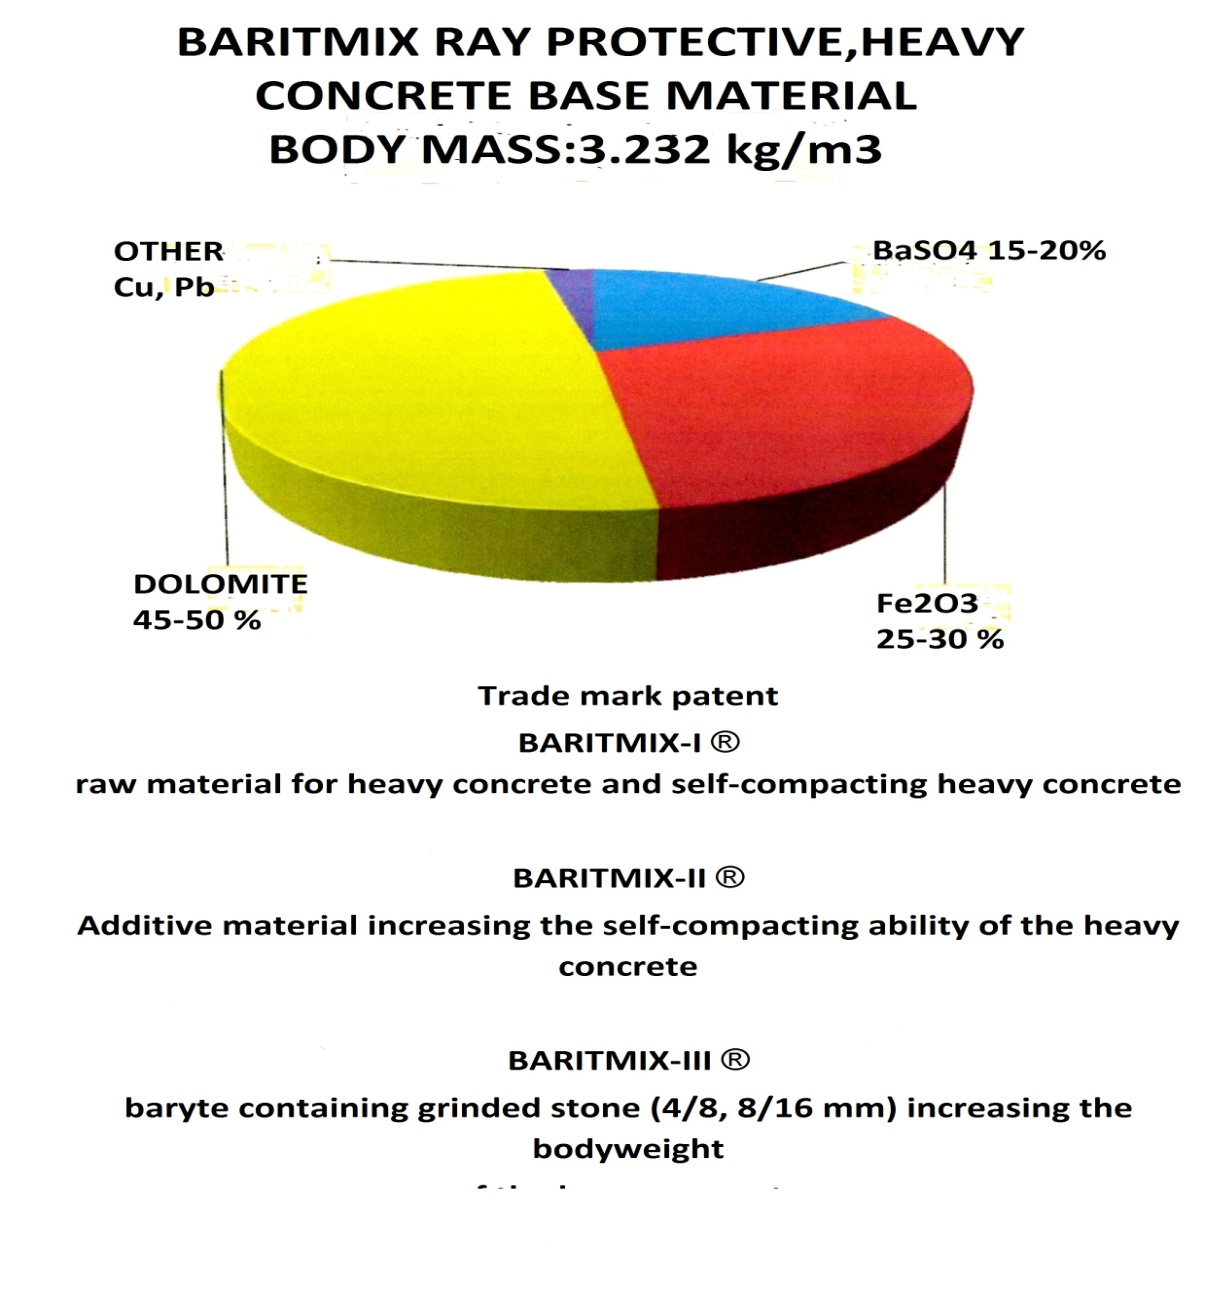 BARITMIX RAY PROTECTIVE,HEAVY
CONCRETE BASE MATERIAL
BODY MASS:3.232 kg/m3
OTHER
Cu, Pb
BaSO4 15-20%
DOLOMITE
45-50 %
Fe2O3
25-30 %
Trade mark patent
BARITMIX-I ®
raw material for heavy concrete and self-compacting heavy concrete
BARITMIX-II ®
Additive material increasing the self-compacting ability of the heavy
concrete
BARITMIX-III ®
baryte containing grinded stone (4/8, 8/16 mm) increasing the
bodyweight